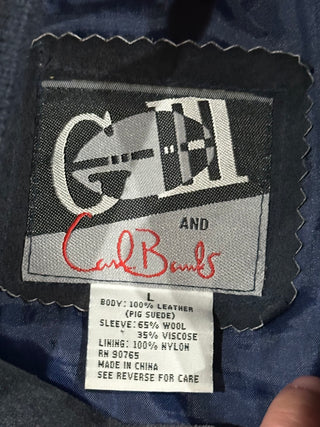 G-III
AND
Carl Banks
L
BODY: 100% LEATHER
(PIG SUEDE)
SLEEVE: 65% WOOL
35% VISCOSE
LINING: 100% NYLON
RN 90765
MADE IN CHINA
SEE REVERSE FOR CARE